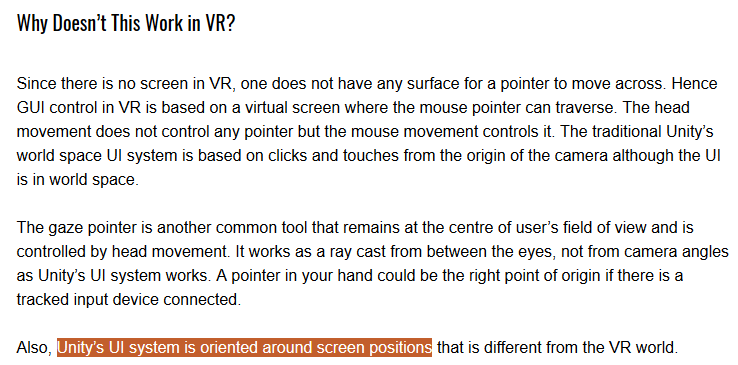 Why Doesn’t This Work in VR?
Since there is no screen in VR, one does not have any surface for a pointer to move across. Hence
GUI control in VR is based on a virtual screen where the mouse pointer can traverse. The head
movement does not control any pointer but the mouse movement controls it. The traditional Unity’s
world space UI system is based on clicks and touches from the origin of the camera although the UI
is in world space.
The gaze pointer is another common tool that remains at the centre of user’s field of view and is
controlled by head movement. It works as a ray cast from between the eyes, not from camera angles
as Unity’s UI system works. A pointer in your hand could be the right point of origin if there is a
tracked input device connected.
Also, Unity’s UI system is oriented around screen positions that is different from the VR world.